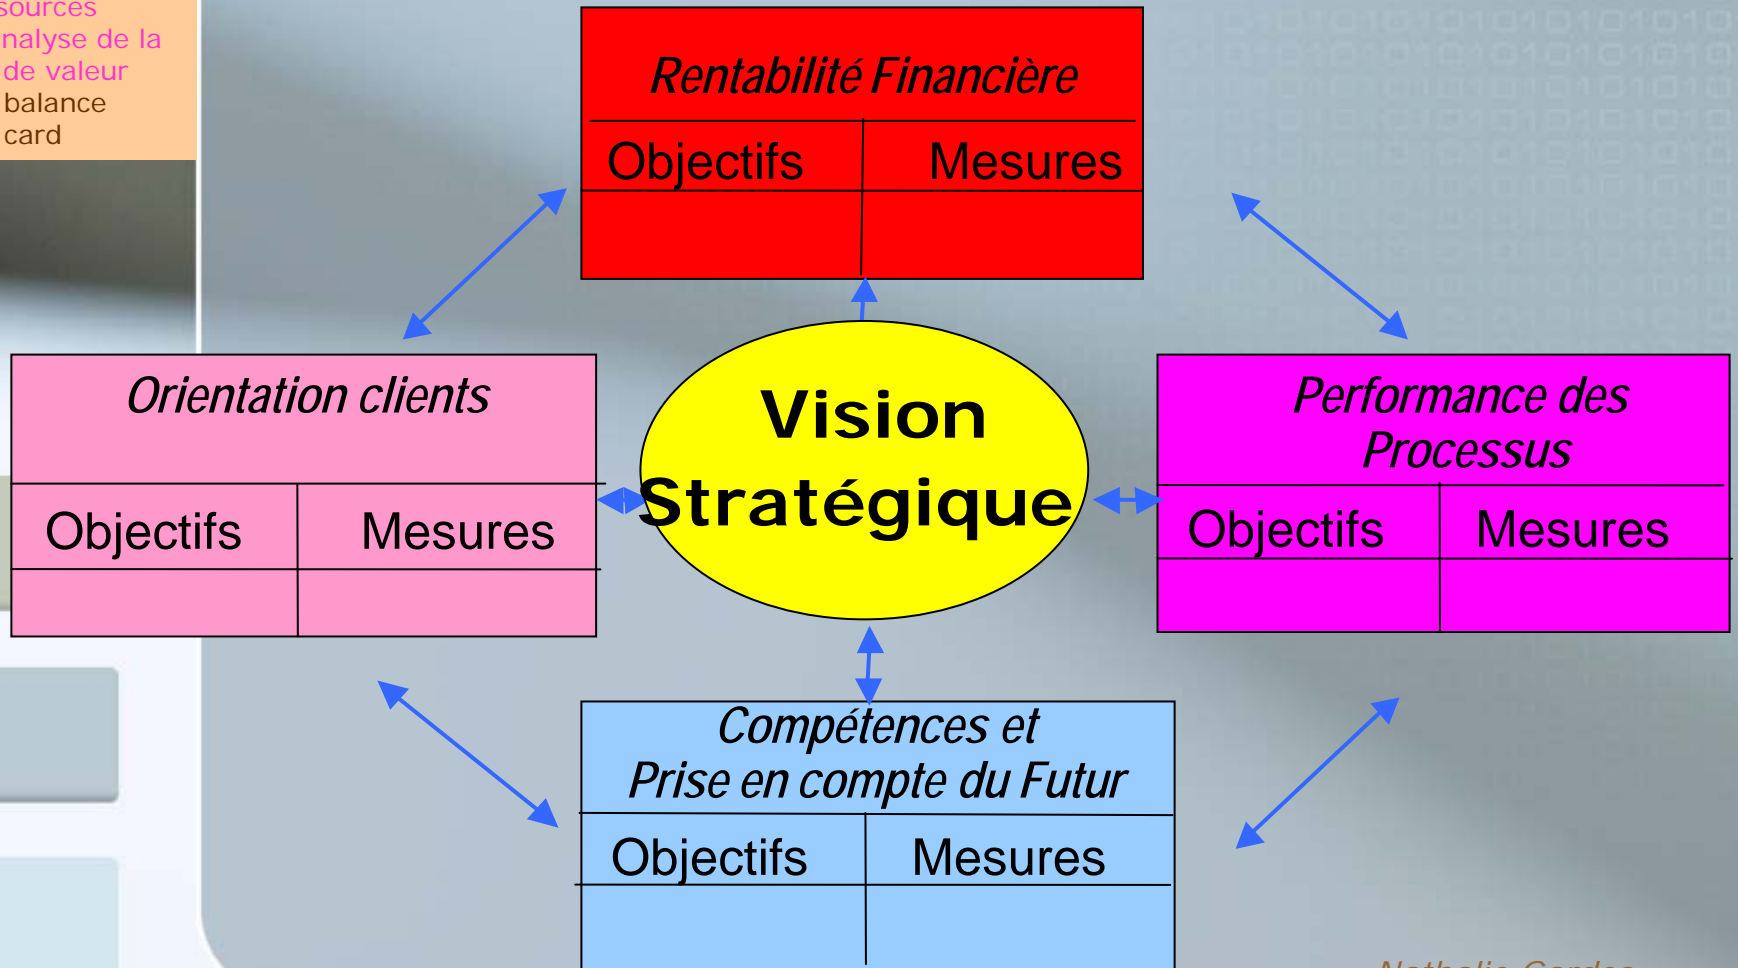 sources
nalyse de la
de valeur
balance
card
Rentabilité Financière
Objectifs Mesures
Orientation clients
Objectifs Mesures
Vision
Stratégique
Performance des
Processus
Objectifs Mesures
Compétences et
Prise en compte du Futur
Objectifs Mesures